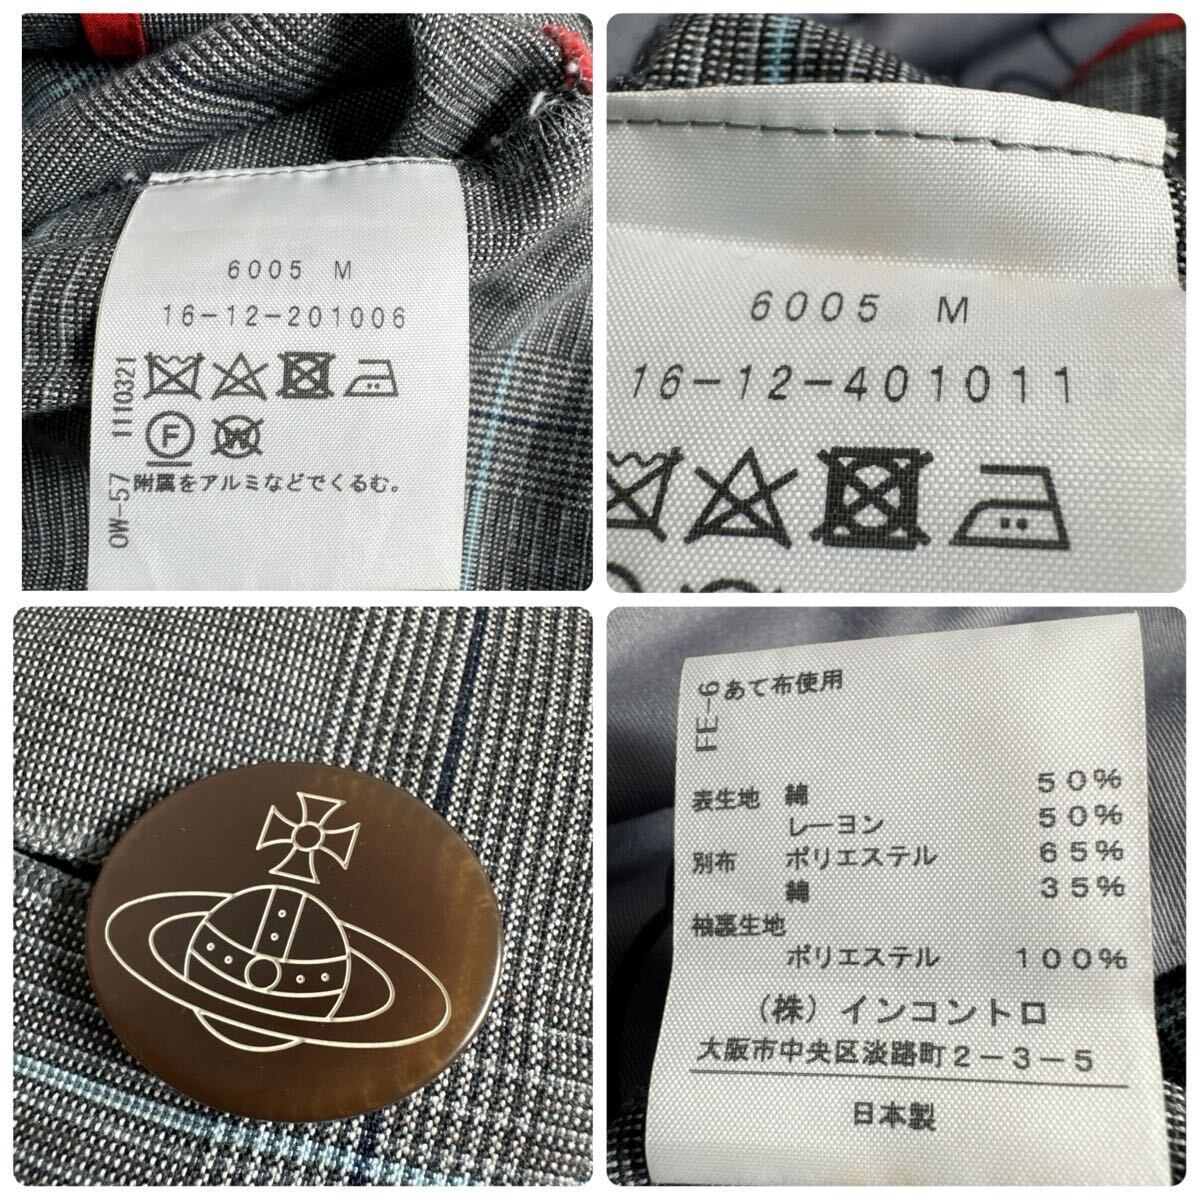 6005 M
16-12-201006
1110321
F
W
OW-57
附属をアルミなどでくるむ。
6005 M
16-12-401011
FE-6
あて布使用
表生地 綿 50%
レーヨン 50%
別布 ポリエステル 65%
綿 35%
袖裏生地
ポリエステル 100%
(株)インコントロ
大阪市中央区淡路町2-3-5
日本製